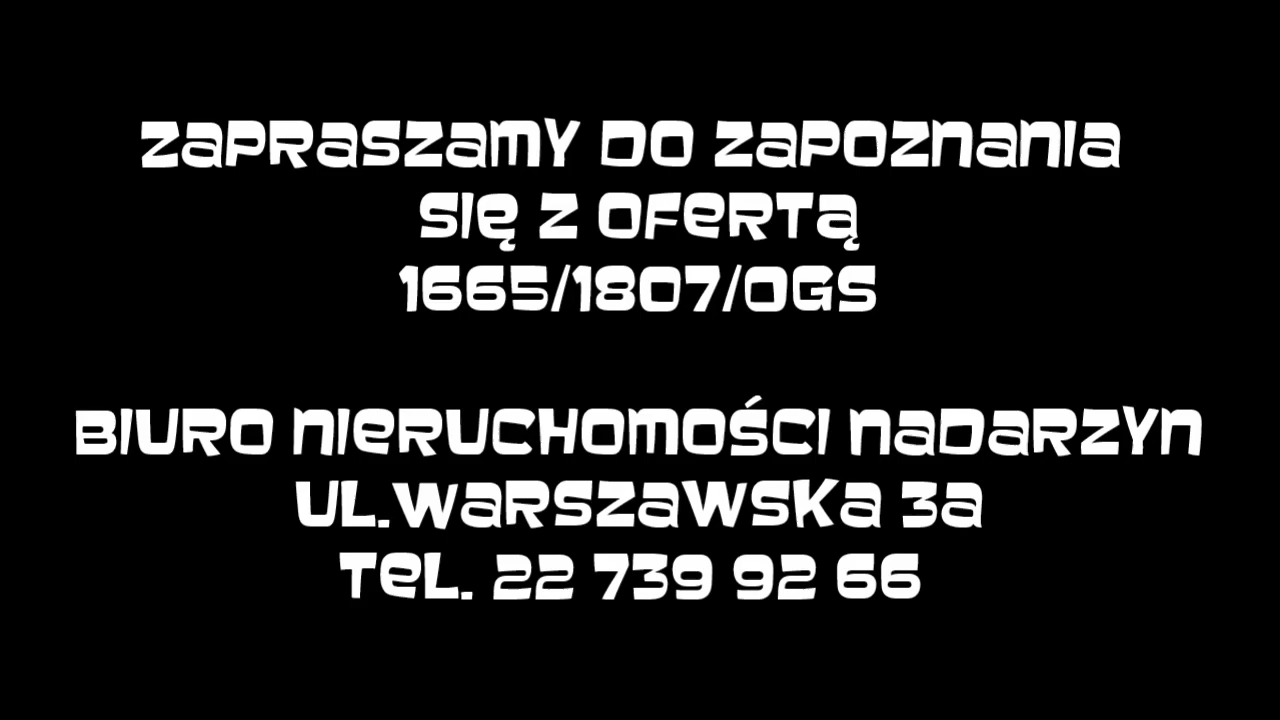 ZAPRASZAMY DO ZAPOZNANIA
SIĘ Z OFERTĄ
1665/1807/OGS
BIURO NIERUCHOMOŚCI NADARZYN
UL.WARSZAWSKA 3A
TEL. 22 739 92 66